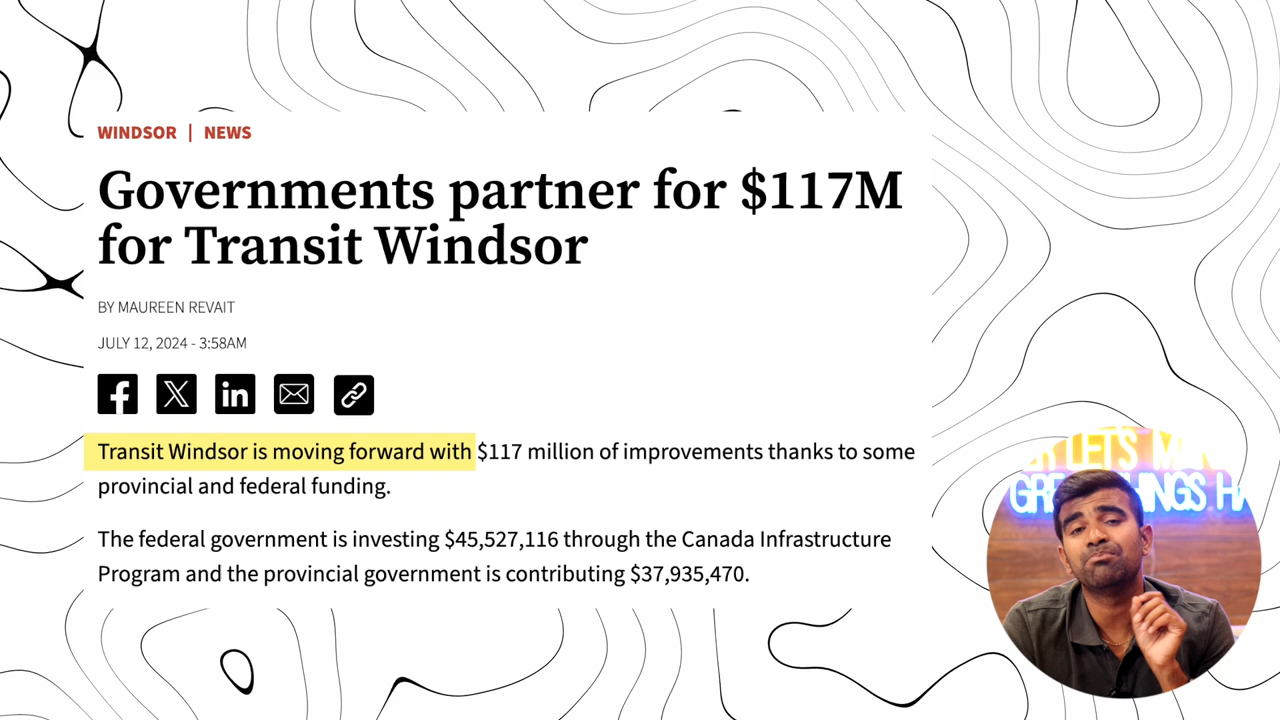 WINDSOR | NEWS
Governments partner for $117M
for Transit Windsor
BY MAUREEN REVAIT
JULY 12, 2024 - 3:58AM
Transit Windsor is moving forward with $117 million of improvements thanks to some
provincial and federal funding.
The federal government is investing $45,527,116 through the Canada Infrastructure
Program and the provincial government is contributing $37,935,470.
LET'S